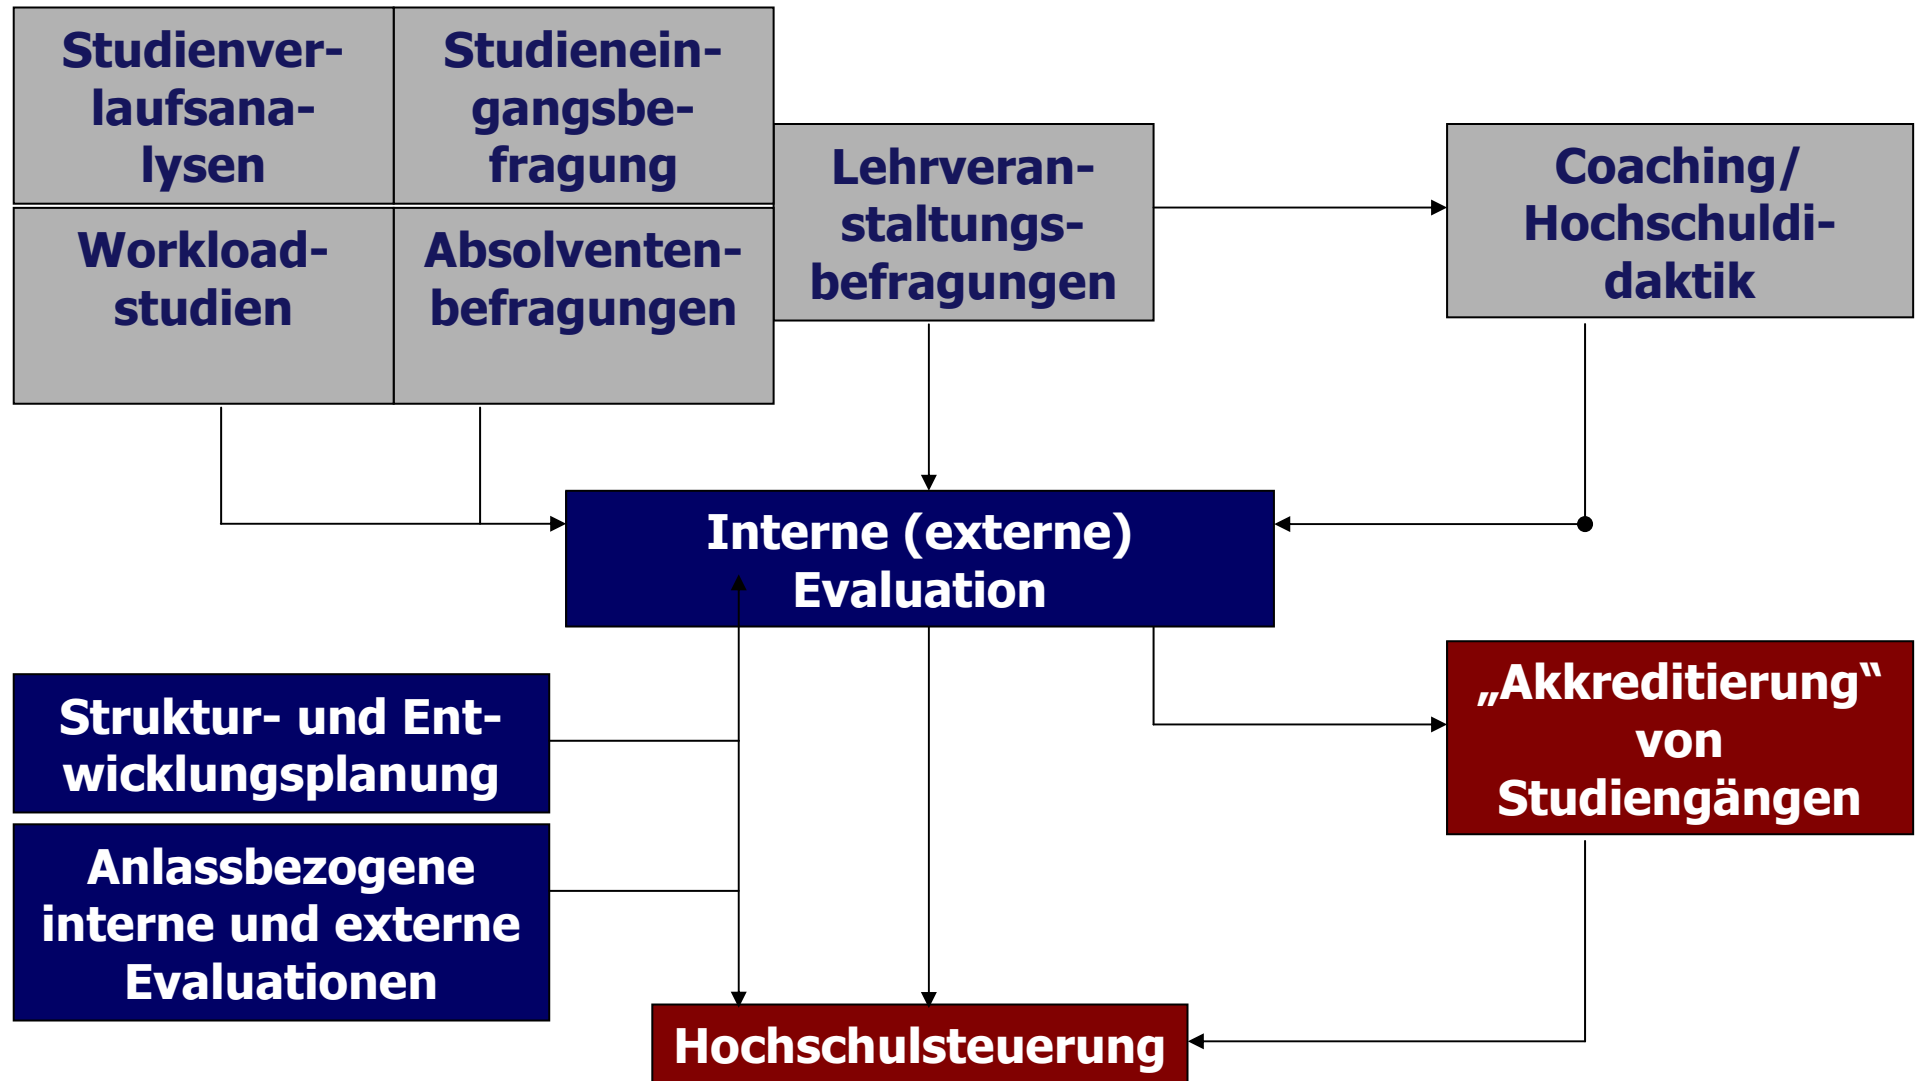 Studienver-
laufsana-
lysen
Studienein-
gangsbe-
fragung
Workload-
studien
Absolventen-
befragungen
Lehrveran-
staltungs-
befragungen
Coaching/
Hochschuldi-
daktik
Interne (externe)
Evaluation
Struktur- und Ent-
wicklungsplanung
Anlassbezogene
interne und externe
Evaluationen
„Akkreditierung‟
von
Studiengängen
Hochschulsteuerung